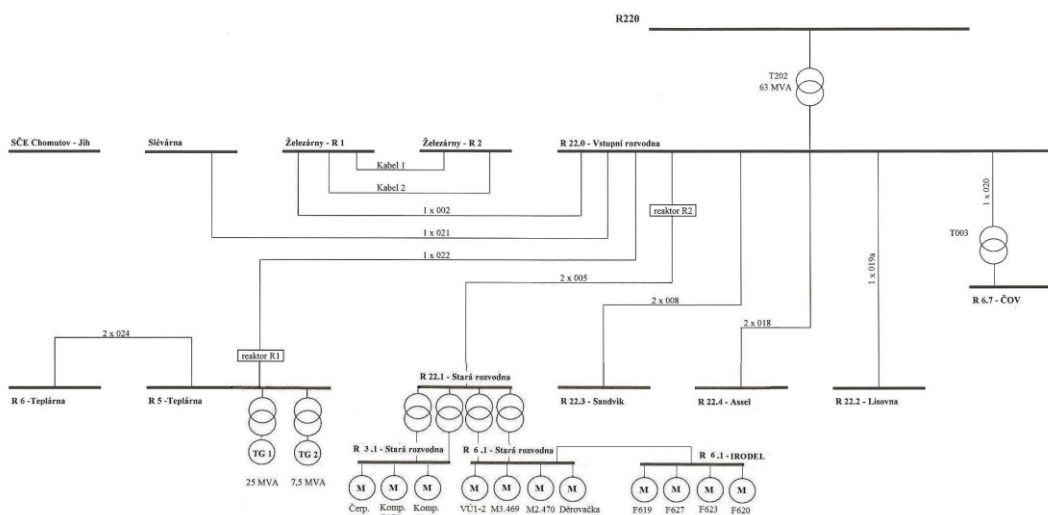 R220
T202
63 MVA
SČE Chomutov - Jih
Slévárna
Železárny - R 1
Železárny - R 2
R 22.0 - Vstupní rozvodna
Kabel 1
Kabel 2
1 x 002
reaktor R2
1 x 020
1 x 021
T003
1 x 022
1 x 019a
2 x 005
R 6.7 - ČOV
2 x 008
2 x 018
2 x 024
reaktor R1
R 22.1 - Stará rozvodna
R 6 -Teplárna
R 5 -Teplárna
R 22.3 - Sandvik
R 22.4 - Assel
R 22.2 - Lisovna
R 3 .1 - Stará rozvodna
R 6 .1 - Stará rozvodna
R 6 .1 - IRODEL
TG 1
TG 2
25 MVA
7,5 MVA
M
M
M
M
M
M
M
M
M
M
M
Čerp.
Komp.
Komp.
VÚ1-2
M3.469
M2.470
Děrovačka
F619
F627
F623
F620